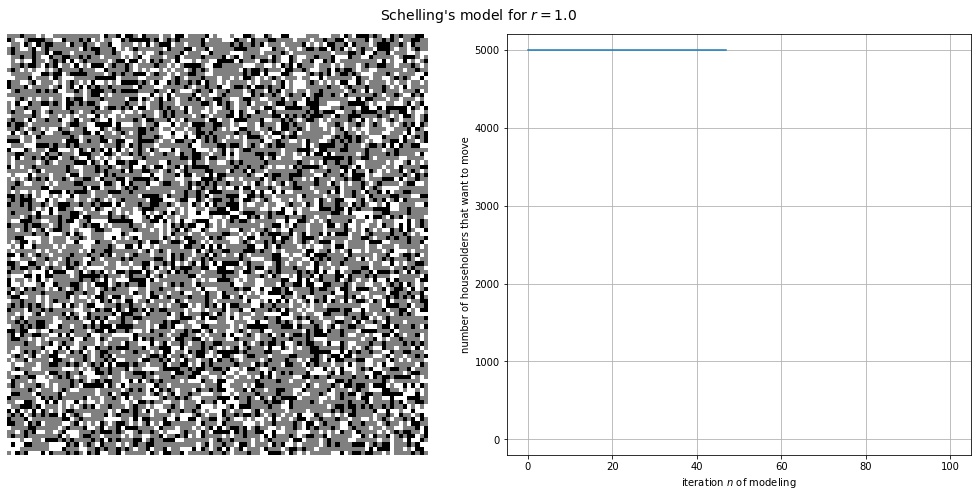 Schelling's model for r = 1.0
number of householders that want to move
5000
4000
3000
2000
1000
0
0 20 40 60 80 100
iteration n of modeling